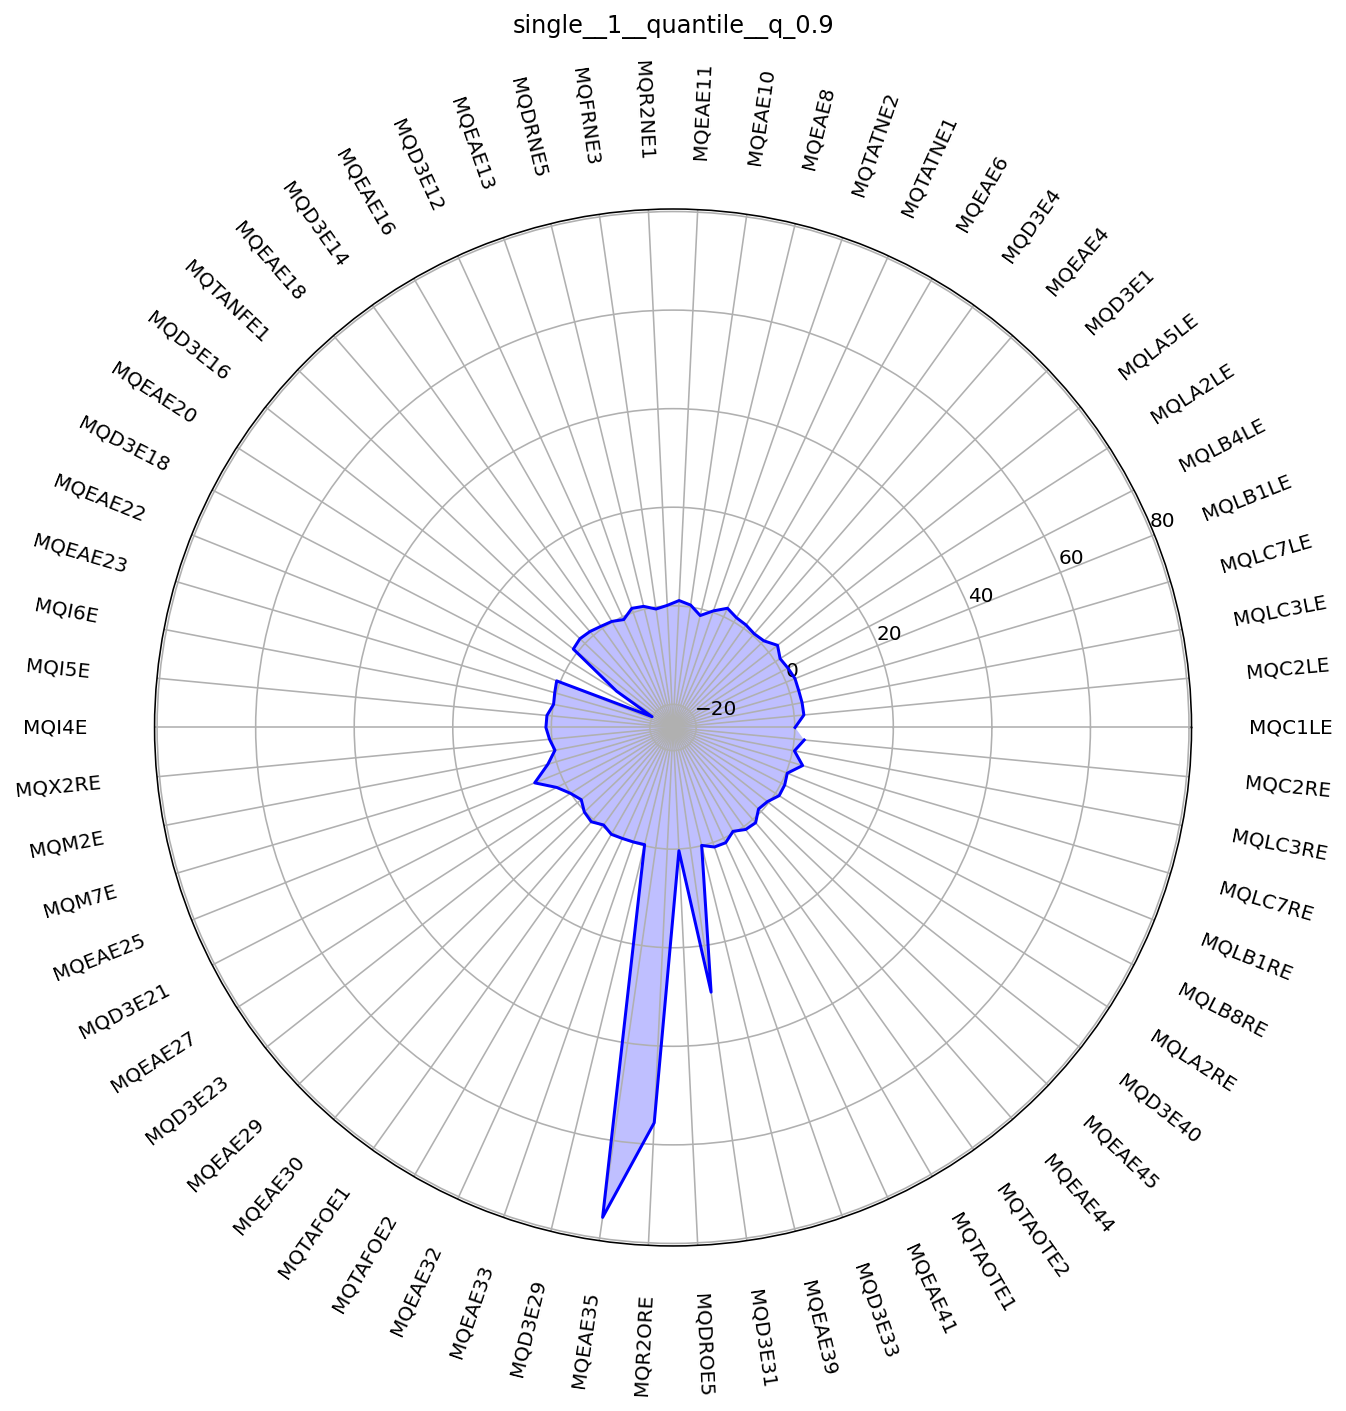 single__1__quantile__q_0.9
MQC1LE
MQC2LE
MQLC3LE
MQLC7LE
MQLB1LE
MQLB4LE
MQLA2LE
MQLA5LE
MQD3E1
MQEAE4
MQD3E4
MQEAE6
MQTATNE1
MQTATNE2
MQEAE8
MQEAE10
MQEAE11
MQR2NE1
MQFRNE3
MQDRNE5
MQEAE13
MQD3E12
MQEAE16
MQD3E14
MQEAE18
MQTANFE1
MQD3E16
MQEAE20
MQD3E18
MQEAE22
MQEAE23
MQI6E
MQI5E
MQI4E
MQX2RE
MQM2E
MQM7E
MQEAE25
MQD3E21
MQEAE27
MQD3E23
MQEAE29
MQEAE30
MQTAFOE1
MQTAFOE2
MQEAE32
MQEAE33
MQD3E29
MQEAE35
MQR2ORE
MQDROE5
MQD3E31
MQEAE39
MQD3E33
MQEAE41
MQTAOTE1
MQTAOTE2
MQEAE44
MQEAE45
MQD3E40
MQLA2RE
MQLB8RE
MQLB1RE
MQLC7RE
MQLC3RE
MQC2RE
−20
0
20
40
60
80